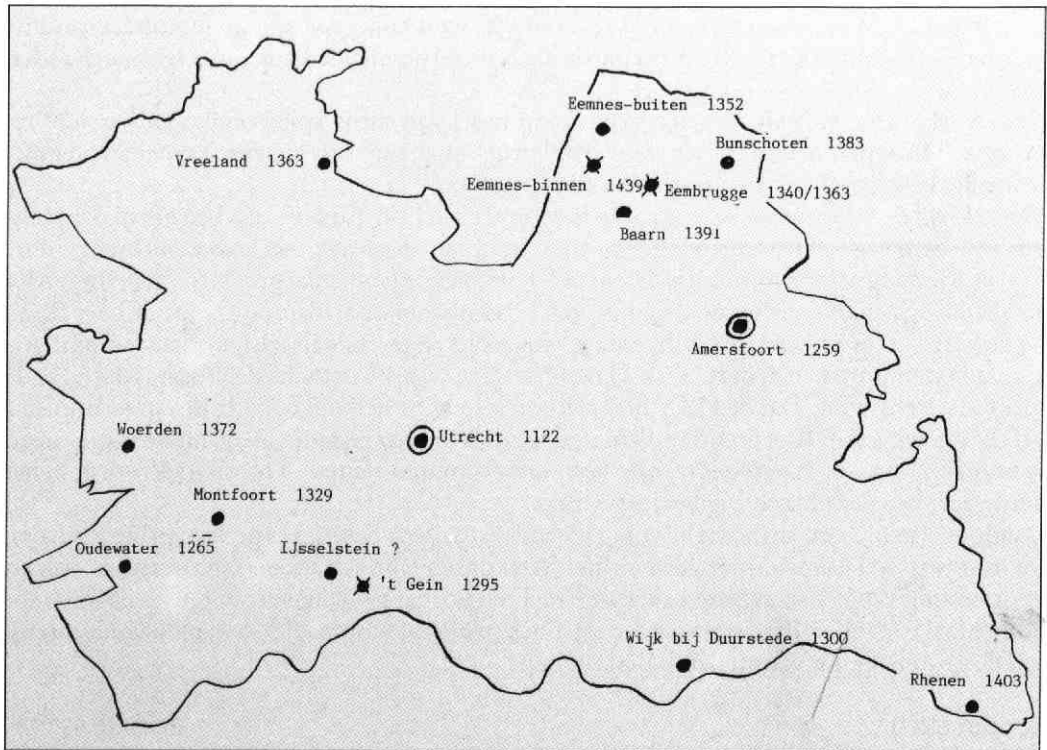 Eemnes-buiten 1352
Bunschoten 1383
Vreeland 1363
Eemnes-binnen 1439
Eembrugge 1340/1363
Baarn 1391
Amersfoort 1259
Utrecht 1122
Woerden 1372
Montfoort 1329
Oudewater 1265
IJsselstein ?
't Gein 1295
Wijk bij Duurstede 1300
Rhenen 1403